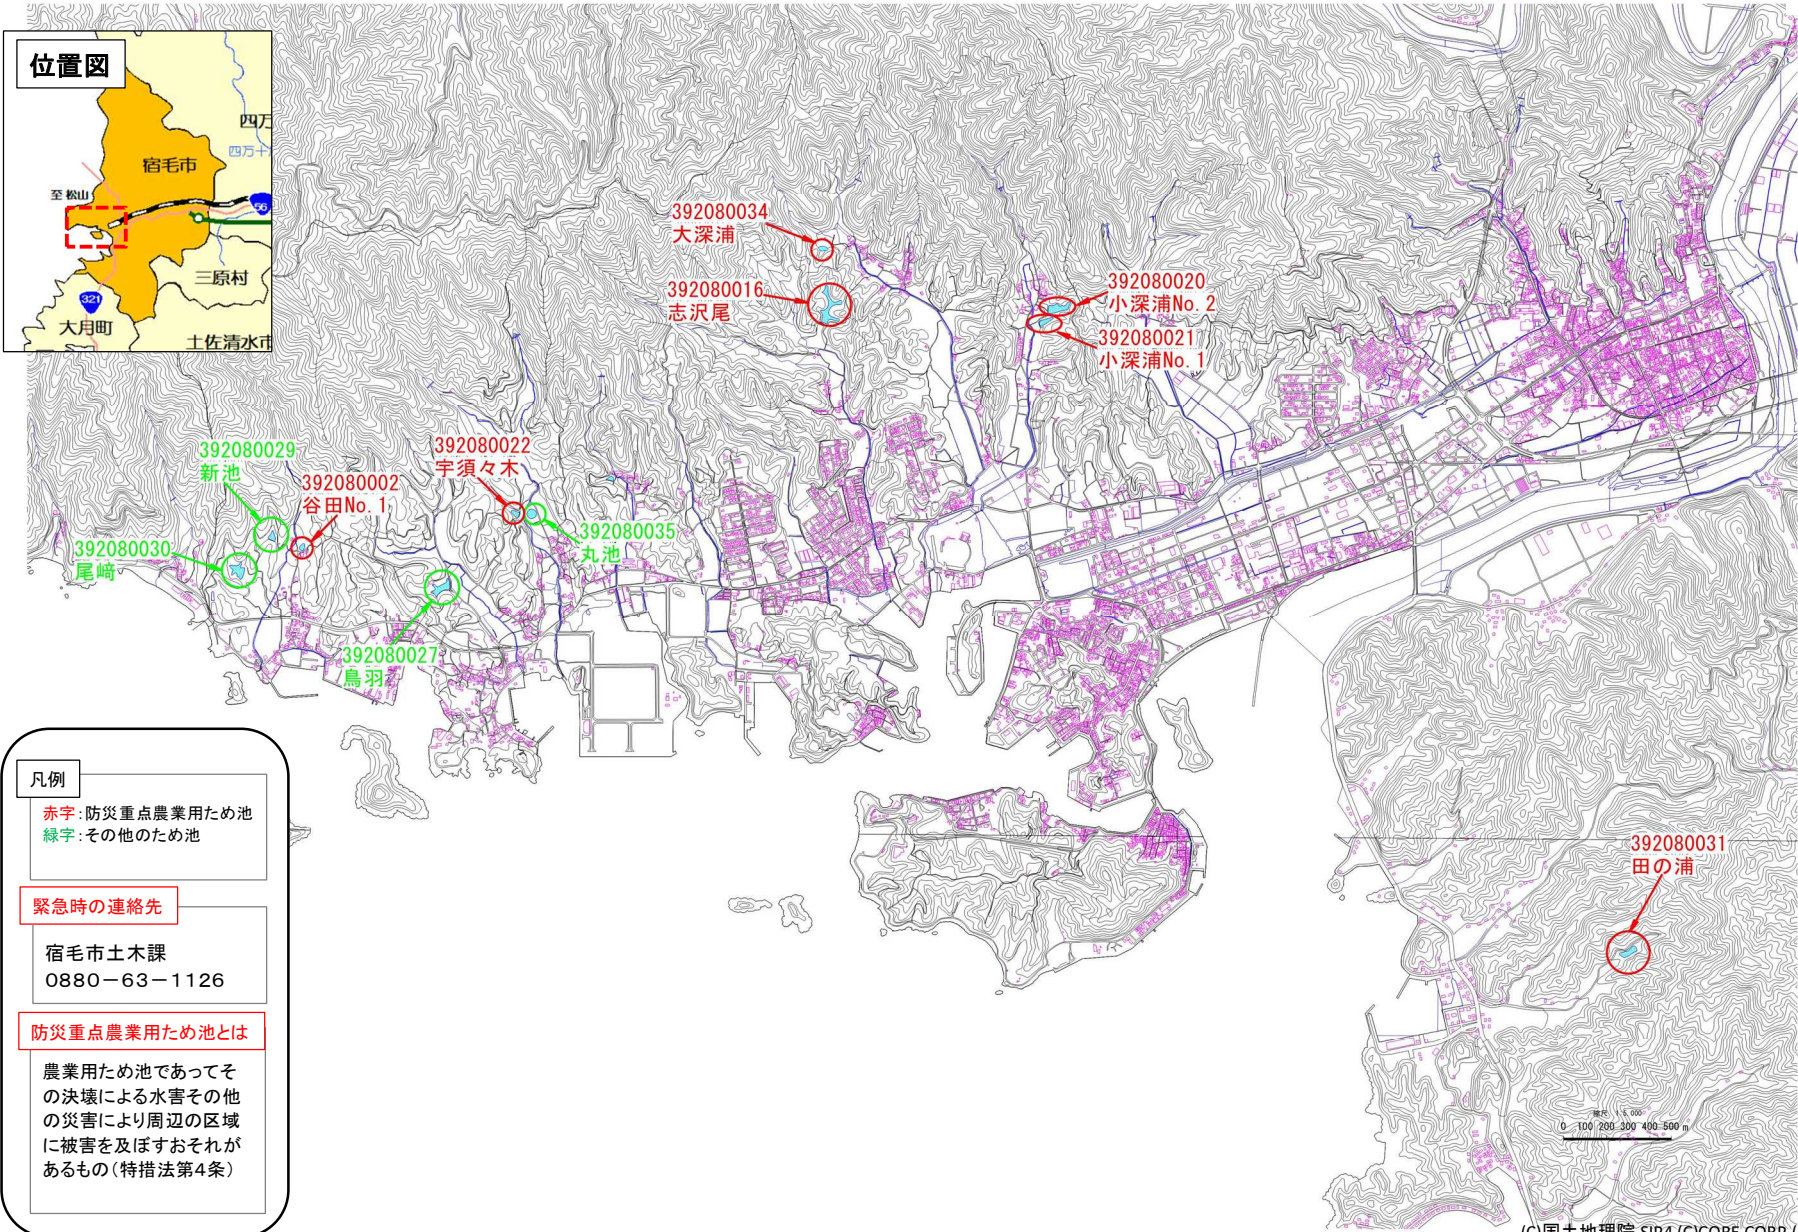 位置図
四万
四万十
宿毛市
至 松山
56
三原村
321
大月町
土佐清水市
392080034
大深浦
392080016
志沢尾
392080020
小深浦No.2
392080021
小深浦No.1
392080029
新池
392080002
谷田No.1
392080022
宇須々木
392080035
丸池
392080030
尾崎
392080027
鳥羽
392080031
田の浦
凡例
赤字：防災重点農業用ため池
緑字：その他のため池
緊急時の連絡先
宿毛市土木課
0880－63－1126
防災重点農業用ため池とは
農業用ため池であってそ
の決壊による水害その他
の災害により周辺の区域
に被害を及ぼすおそれが
あるもの（特措法第4条）
0 100 200 300 400 500 m